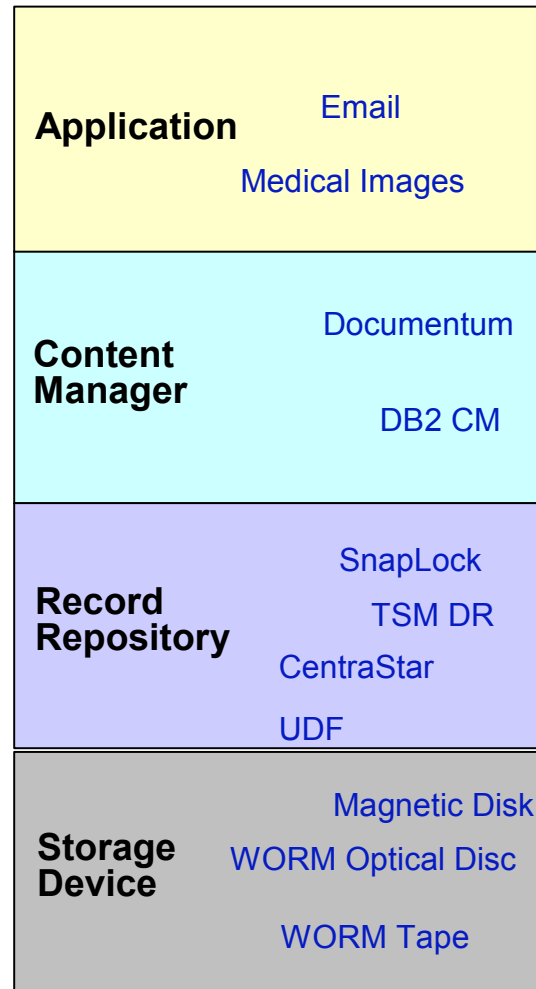 Application
Email
Medical Images
Content
Manager
Documentum
DB2 CM
Record
Repository
SnapLock
TSM DR
CentraStar
UDF
Storage
Device
Magnetic Disk
WORM Optical Disc
WORM Tape